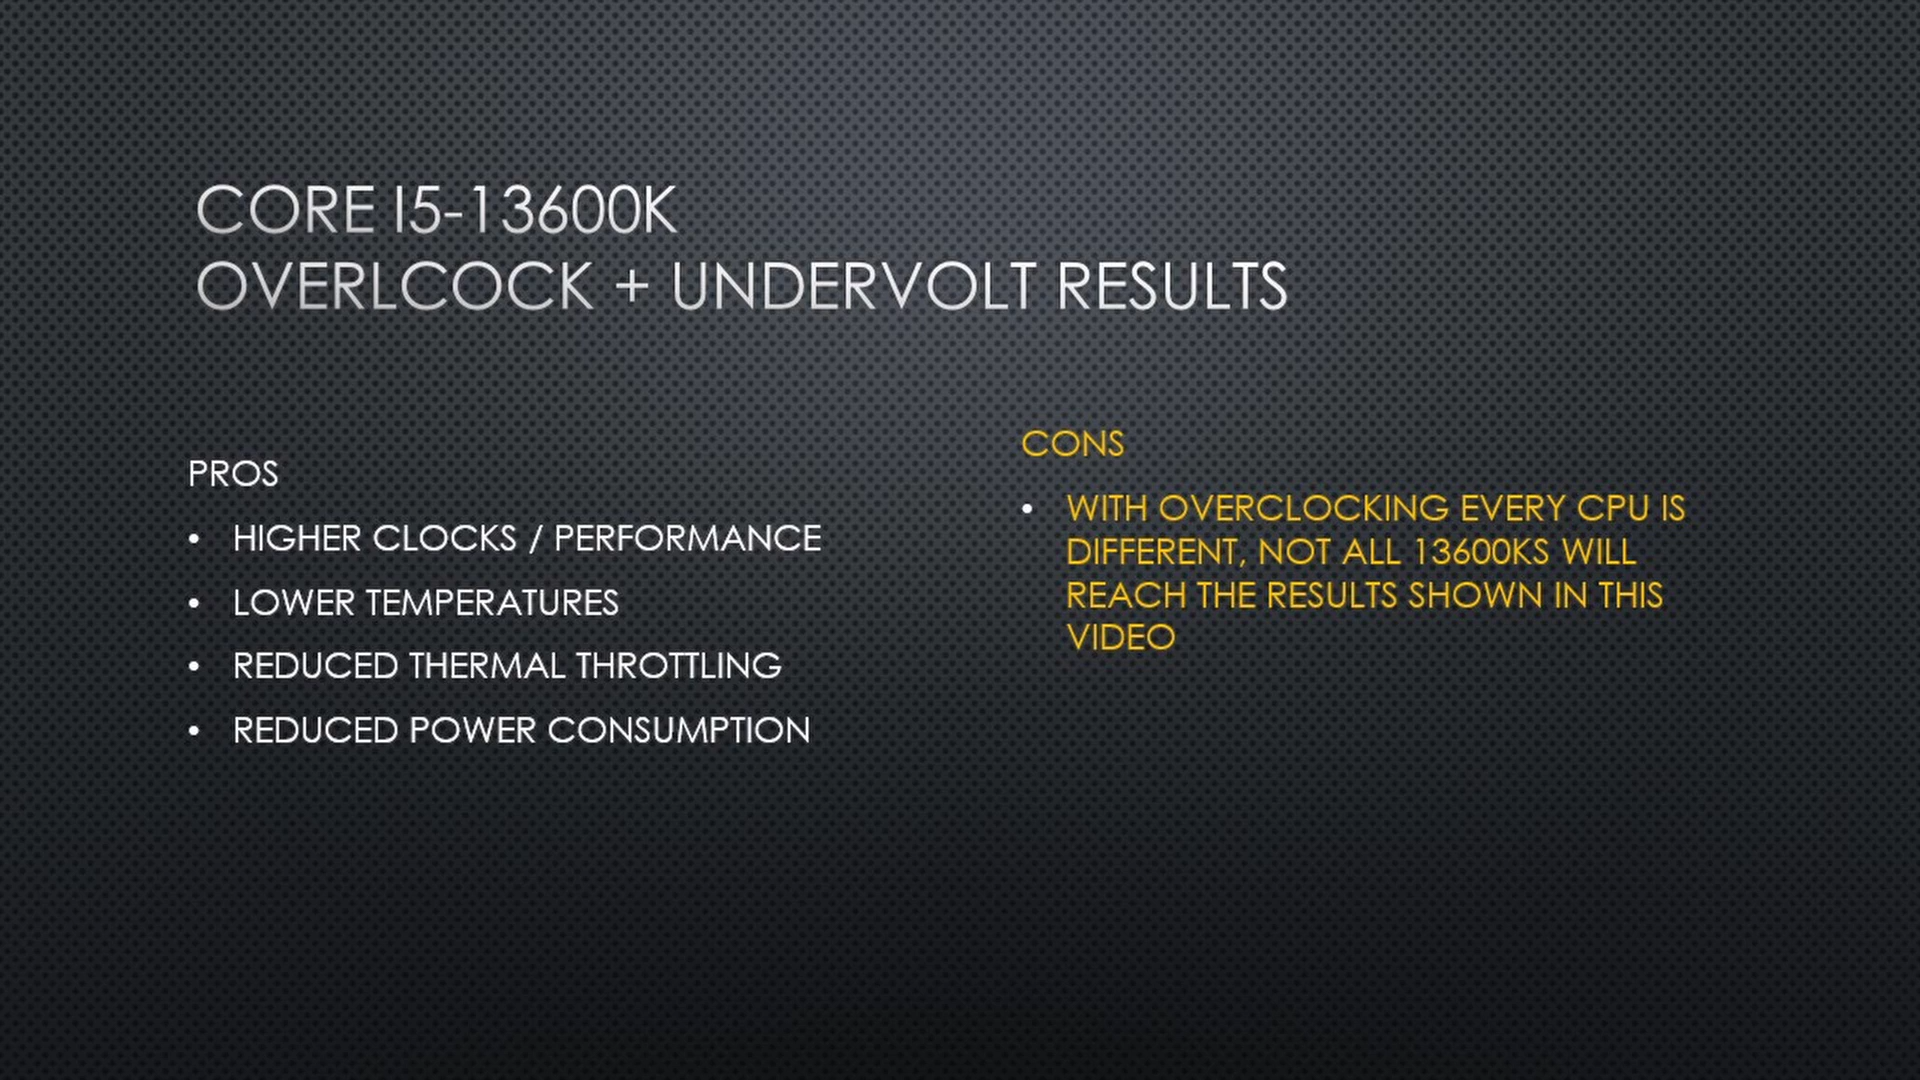 CORE I5-13600K
OVERLCOCK + UNDERVOLT RESULTS
PROS
• HIGHER CLOCKS / PERFORMANCE
• LOWER TEMPERATURES
• REDUCED THERMAL THROTTLING
• REDUCED POWER CONSUMPTION
CONS
• WITH OVERCLOCKING EVERY CPU IS
DIFFERENT, NOT ALL 13600KS WILL
REACH THE RESULTS SHOWN IN THIS
VIDEO